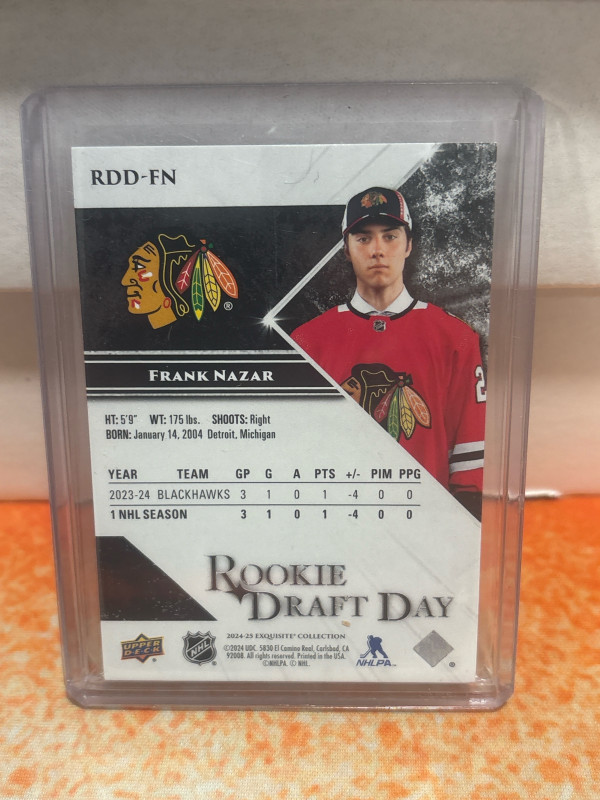 RDD-FN
®
FRANK NAZAR
2
HT: 5'9" WT: 175 lbs. SHOOTS: Right
BORN: January 14, 2004 Detroit, Michigan
YEAR TEAM GP G A PTS +/- PIM PPG
2023-24 BLACKHAWKS 3 1 0 1 -4 0 0
1 NHL SEASON 3 1 0 1 -4 0 0
ROOKIE
DRAFT DAY
2024-25 EXQUISITE® COLLECTION
©2024 UDC. 5830 El Camino Real, Carlsbad, CA
92008. All rights reserved. Printed in the USA.
©NHLPA. © NHL.
UPPER
DECK
NHL
NHLPA